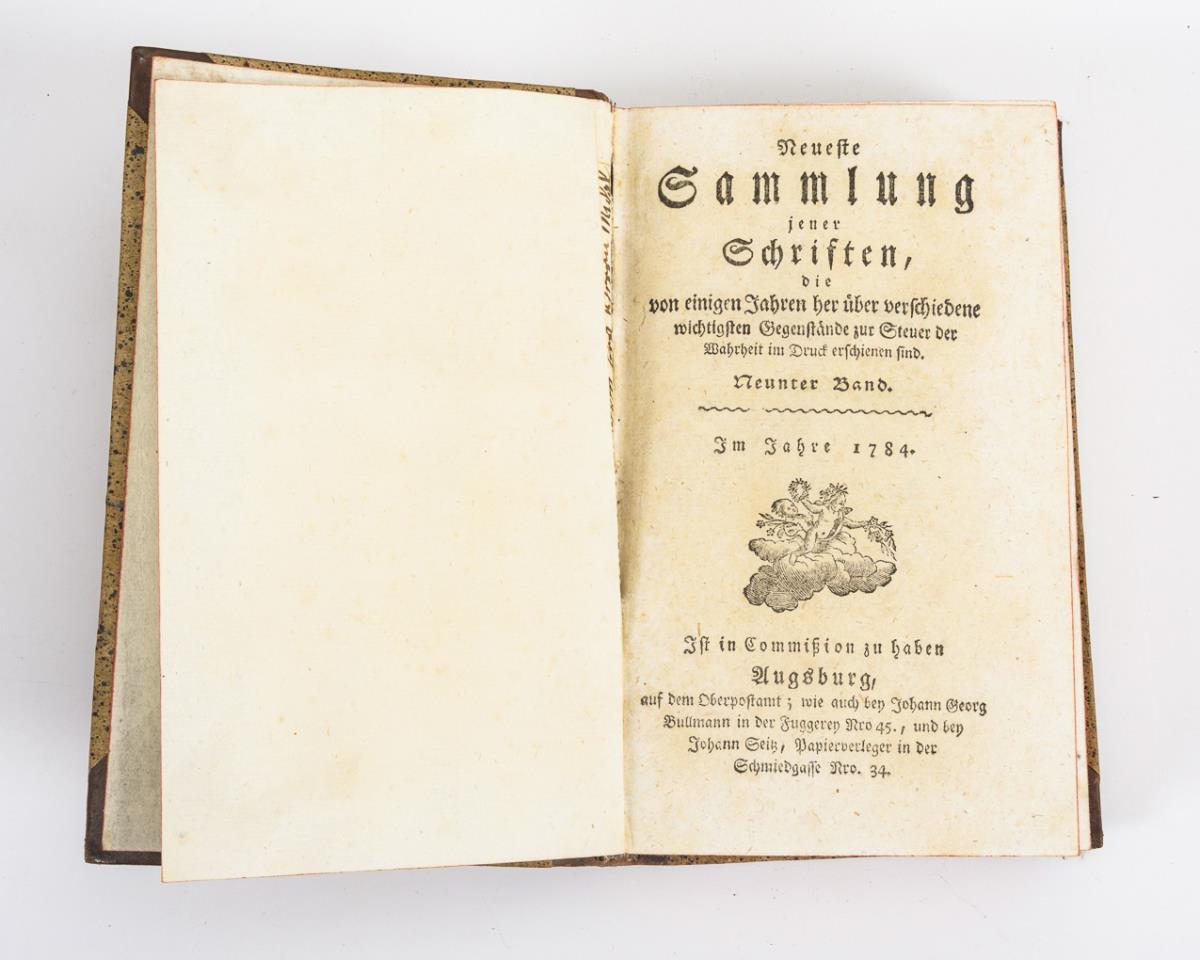 Neueste
Sammlung
jener
Schriften,
die
von einigen Jahren her über verschiedene
wichtigsten Gegenstände zur Steuer der
Wahrheit im Druck erschienen sind.
Neunter Band.
Im Jahre 1784.
Ist in Commißion zu haben
Augsburg,
auf dem Oberpostamt; wie auch bey Johann Georg
Bullmann in der Fuggerey Nro 45., und bey
Johann Seitz, Papierverleger in der
Schmiedgasse Nro. 34.